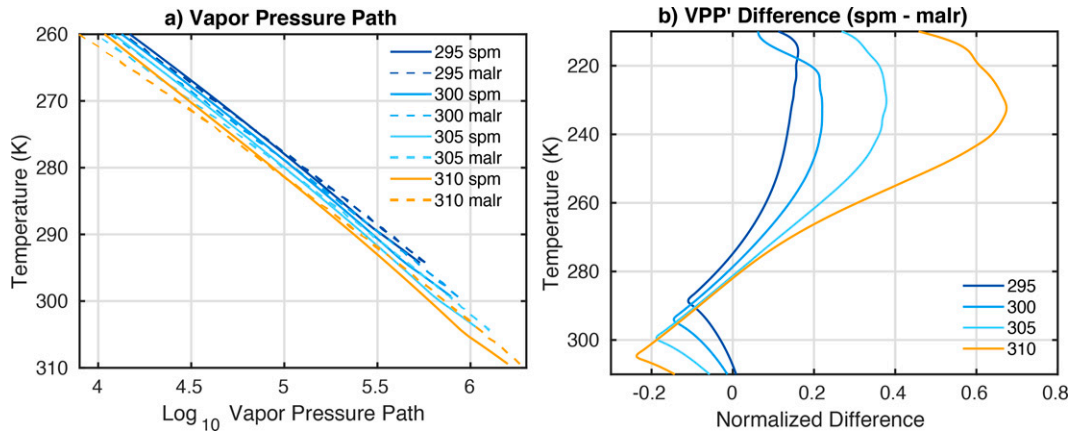 a) Vapor Pressure Path
260
270
280
290
300
310
Temperature (K)
4
4.5
5
5.5
6
Log10 Vapor Pressure Path
295 spm
295 malr
300 spm
300 malr
305 spm
305 malr
310 spm
310 malr
b) VPP' Difference (spm - malr)
220
240
260
280
300
Temperature (K)
-0.2
0
0.2
0.4
0.6
0.8
Normalized Difference
295
300
305
310